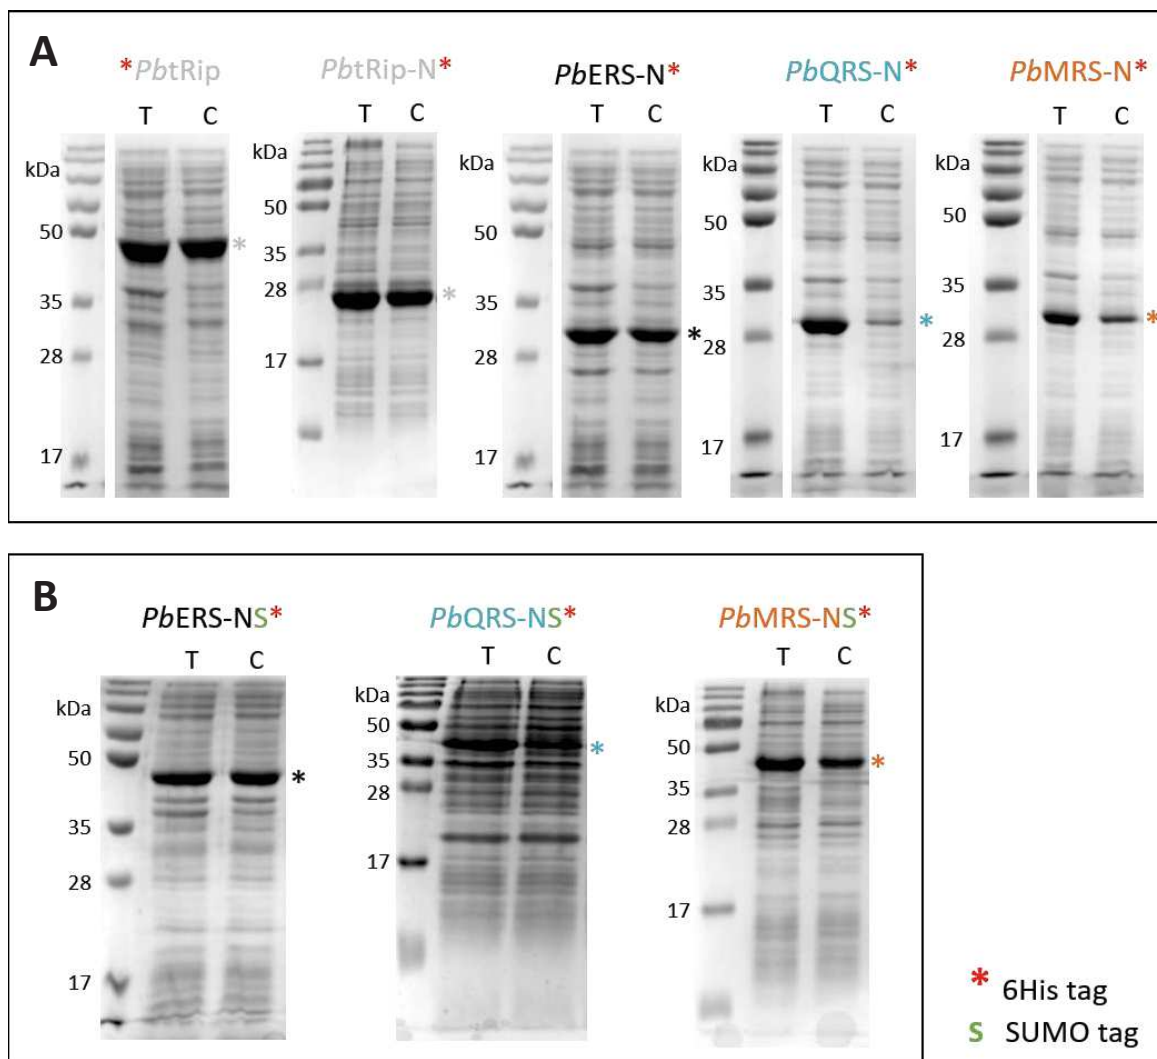 A
*PbtRip PbtRip-N* PbERS-N* PbQRS-N* PbMRS-N*
T C T C T C T C T C
kDa 50 35 28 17
kDa 50 35 28 17
kDa 50 35 28 17
kDa 50 35 28 17
kDa 50 35 28 17
* * * * *
B
PbERS-NS* PbQRS-NS* PbMRS-NS*
T C T C T C
kDa 50 35 28 17
kDa 50 35 28 17
kDa 50 35 28 17
* * *
* 6His tag
S SUMO tag